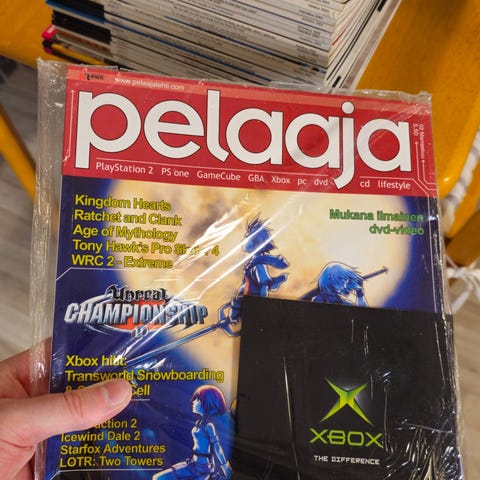 www.pelaajalehti.com
pelaaja
PlayStation 2 PS one GameCube GBA Xbox pc dvd cd lifestyle
Kingdom Hearts
Ratchet and Clank
Age of Mythology
Tony Hawk's Pro 4
WRC 2 - Extreme
Mukana ilmainen
dvd-video
Unreal
CHAMPIONSHIP
Xbox hitit:
Transworld Snowboarding
& Cell
2
Icewind Dale 2
Starfox Adventures
LOTR: Two Towers
XBOX
THE DIFFERENCE